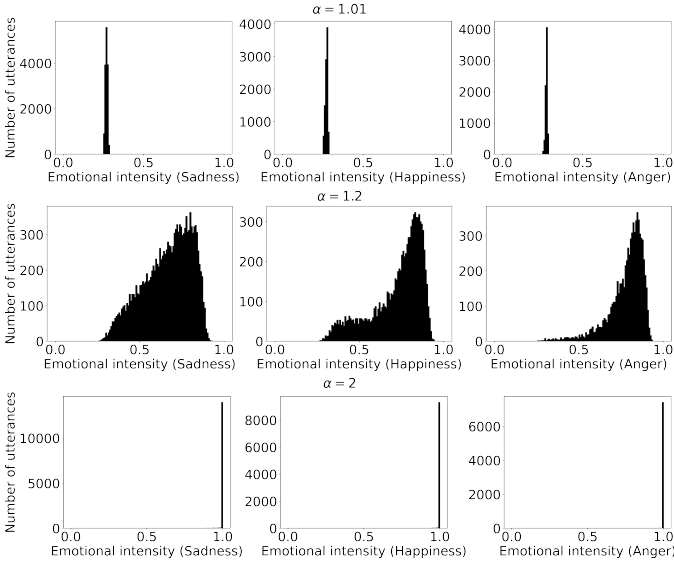 α = 1.01
Number of utterances
4000
2000
0
0.0 0.5 1.0
Emotional intensity (Sadness)
4000
3000
2000
1000
0
0.0 0.5 1.0
Emotional intensity (Happiness)
4000
3000
2000
1000
0
0.0 0.5 1.0
Emotional intensity (Anger)
α = 1.2
Number of utterances
300
200
100
0
0.0 0.5 1.0
Emotional intensity (Sadness)
300
200
100
0
0.0 0.5 1.0
Emotional intensity (Happiness)
300
200
100
0
0.0 0.5 1.0
Emotional intensity (Anger)
α = 2
Number of utterances
10000
5000
0
0.0 0.5 1.0
Emotional intensity (Sadness)
8000
6000
4000
2000
0
0.0 0.5 1.0
Emotional intensity (Happiness)
6000
4000
2000
0
0.0 0.5 1.0
Emotional intensity (Anger)